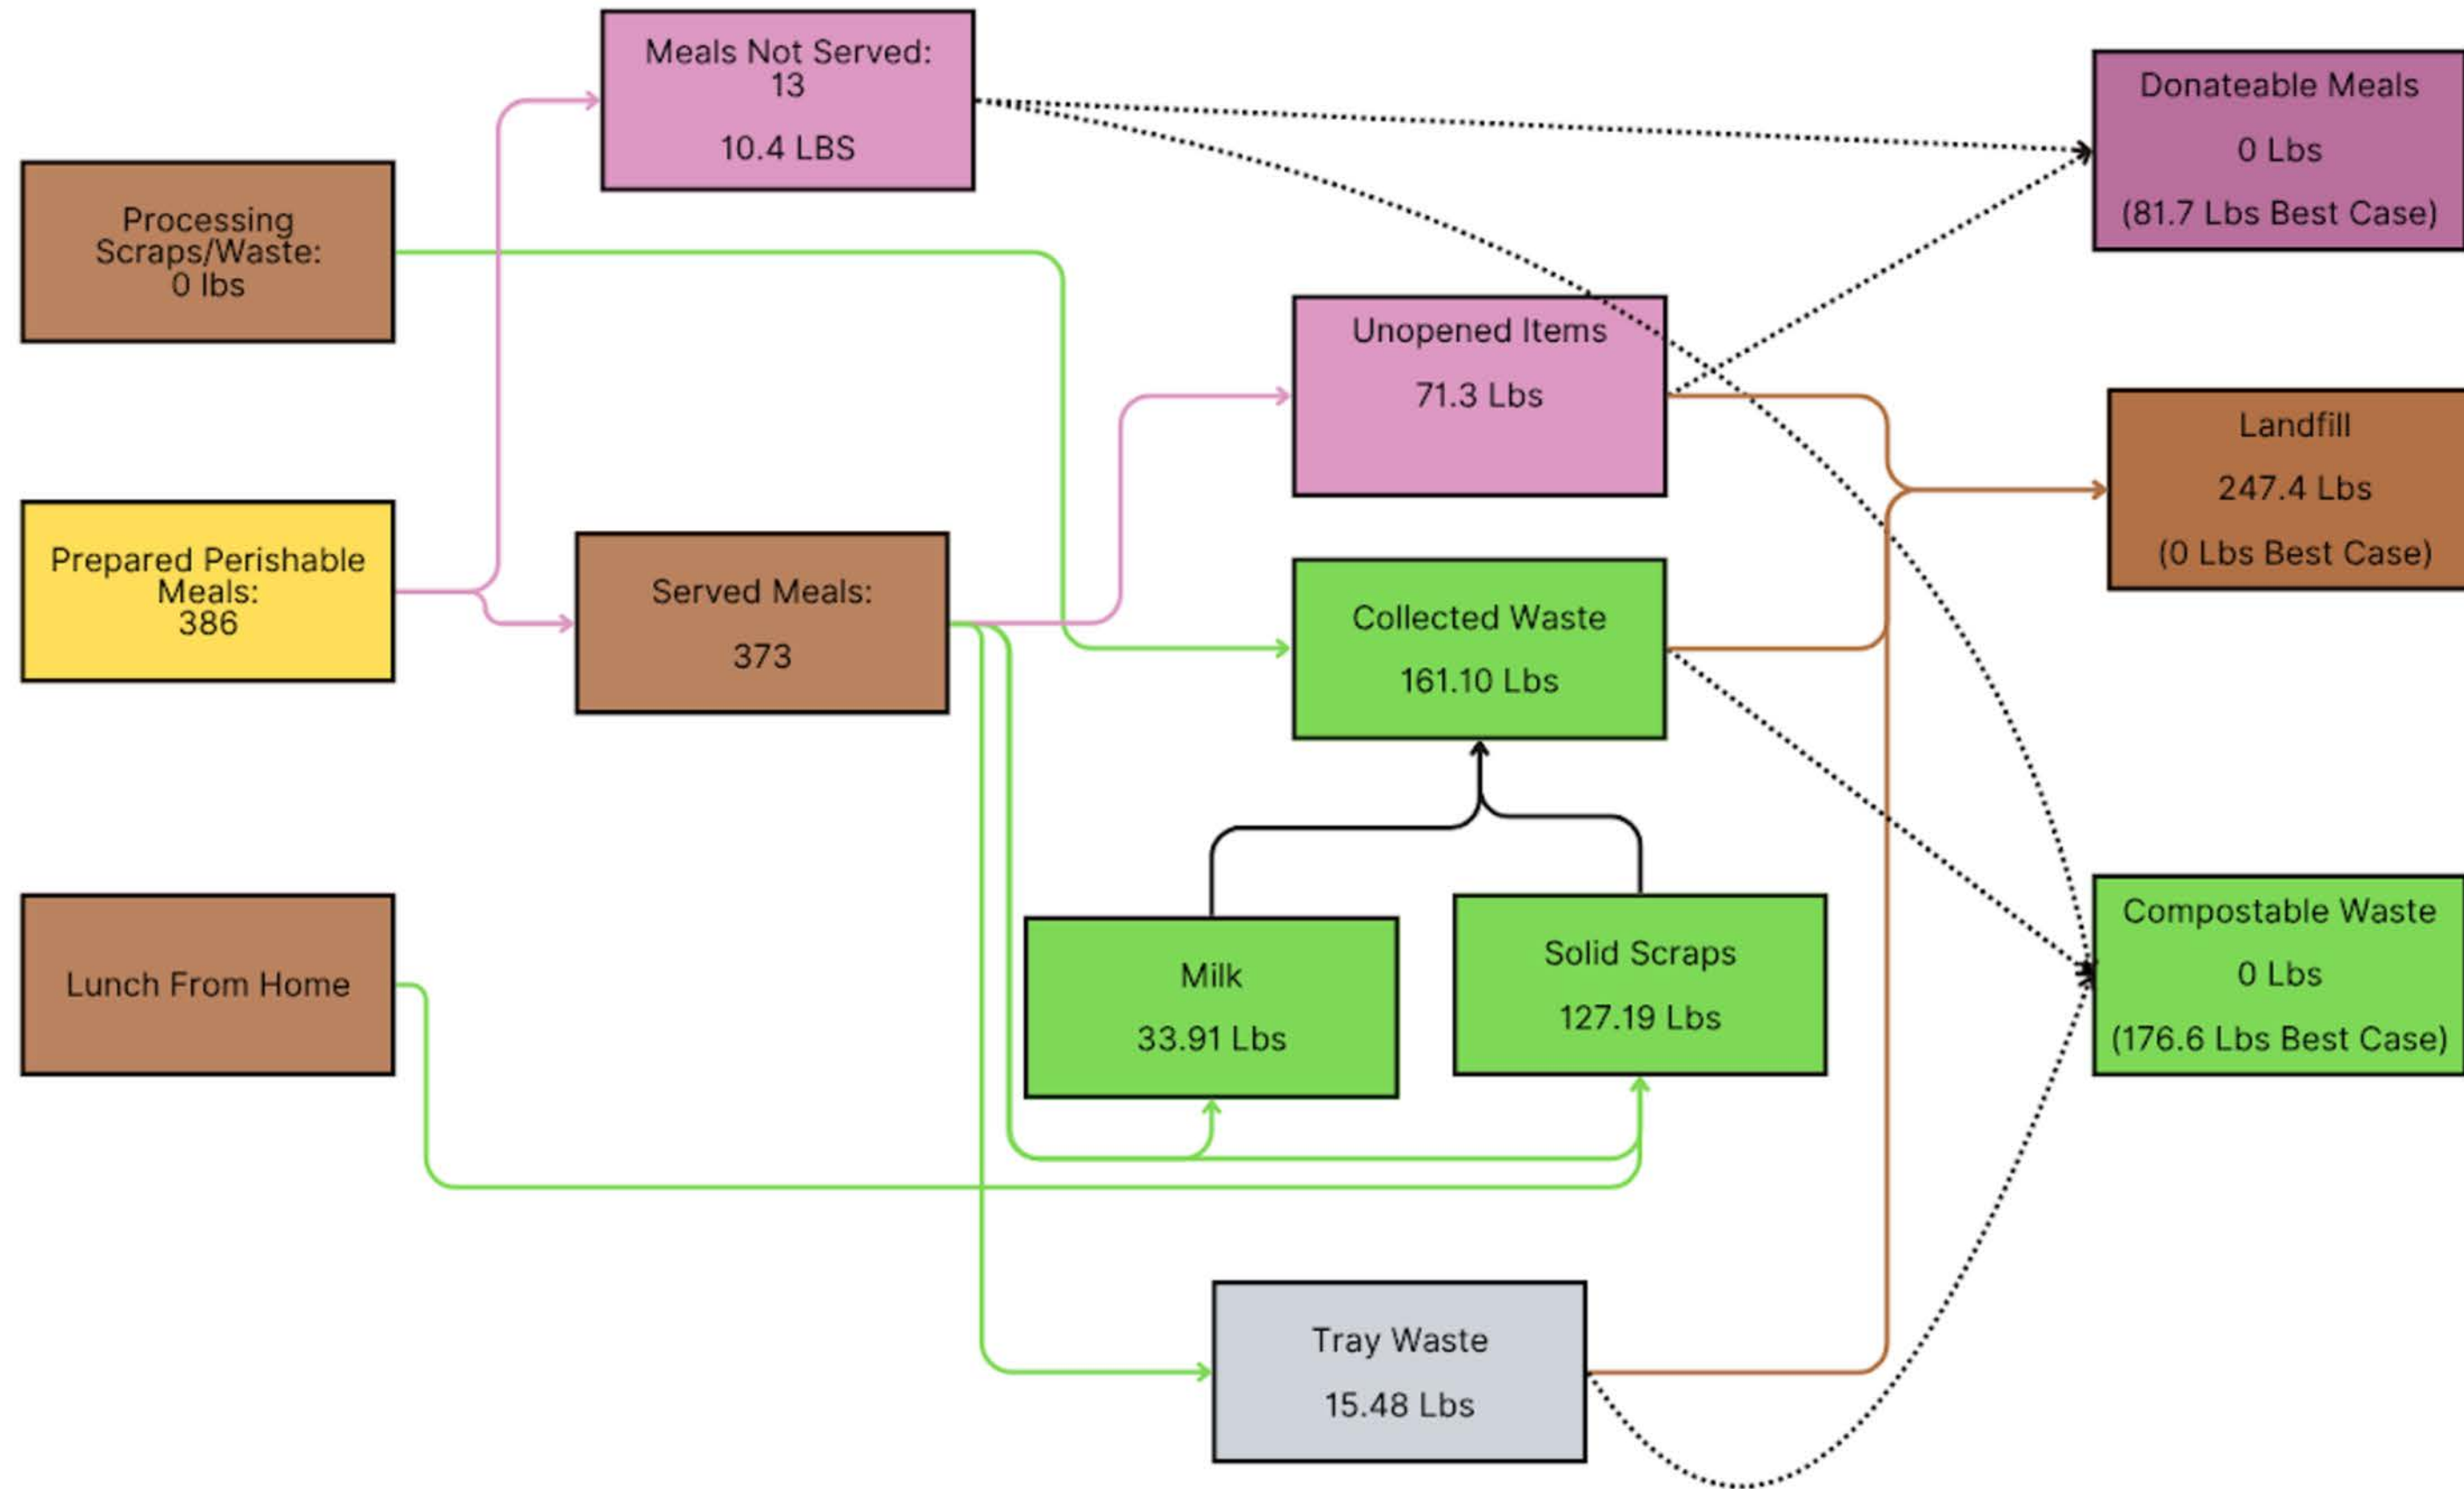 Meals Not Served:
13
10.4 LBS
Donateable Meals
0 Lbs
(81.7 Lbs Best Case)
Processing
Scraps/Waste:
0 lbs
Unopened Items
71.3 Lbs
Landfill
247.4 Lbs
(0 Lbs Best Case)
Prepared Perishable
Meals:
386
Served Meals:
373
Collected Waste
161.10 Lbs
Lunch From Home
Milk
33.91 Lbs
Solid Scraps
127.19 Lbs
Compostable Waste
0 Lbs
(176.6 Lbs Best Case)
Tray Waste
15.48 Lbs